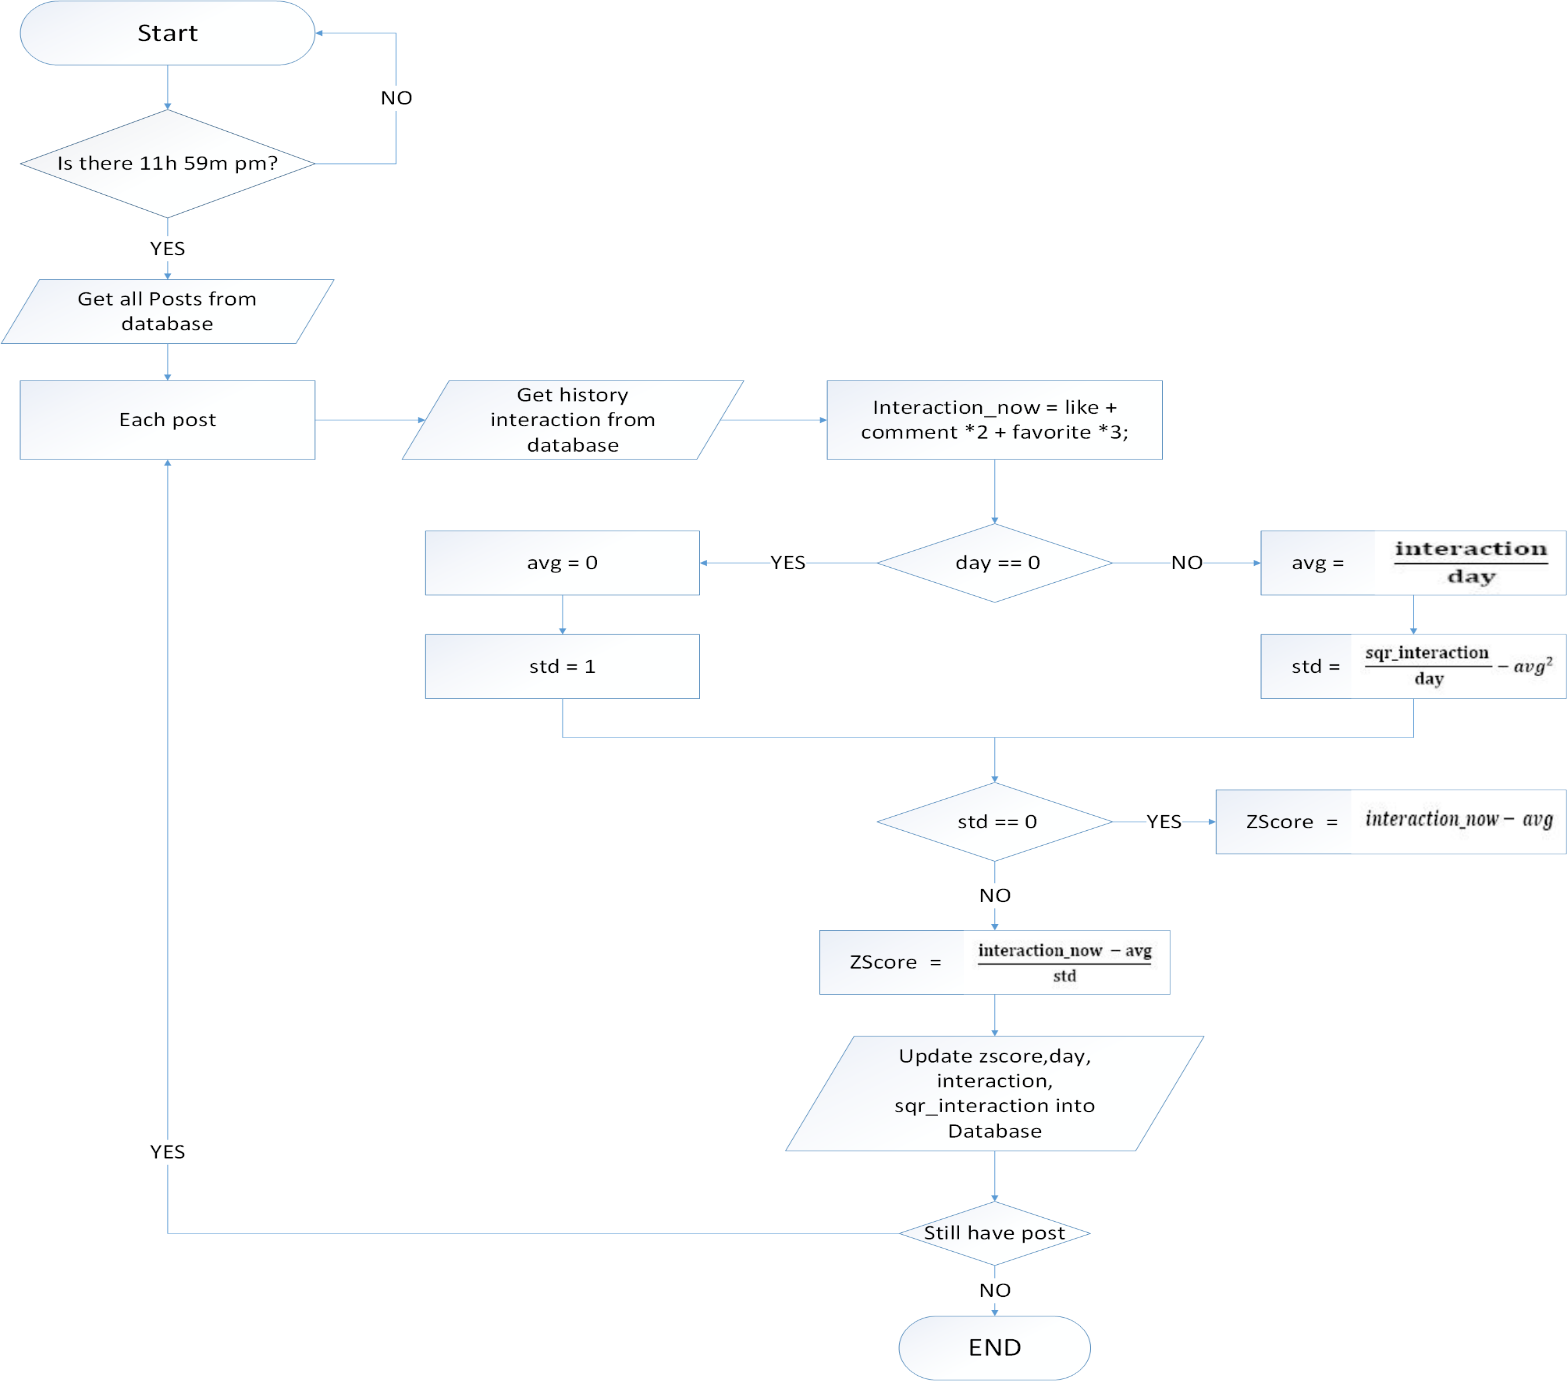 Start
NO
Is there 11h 59m pm?
YES
Get all Posts from
database
Each post
Get history
interaction from
database
Interaction_now = like +
comment *2 + favorite *3;
avg = 0
YES
day == 0
NO
avg = interaction/day
std = 1
std = sqr_interaction/day − avg²
std == 0
YES
ZScore = interaction_now − avg
NO
ZScore = interaction_now − avg/std
Update zscore,day,
interaction,
sqr_interaction into
Database
YES
Still have post
NO
END